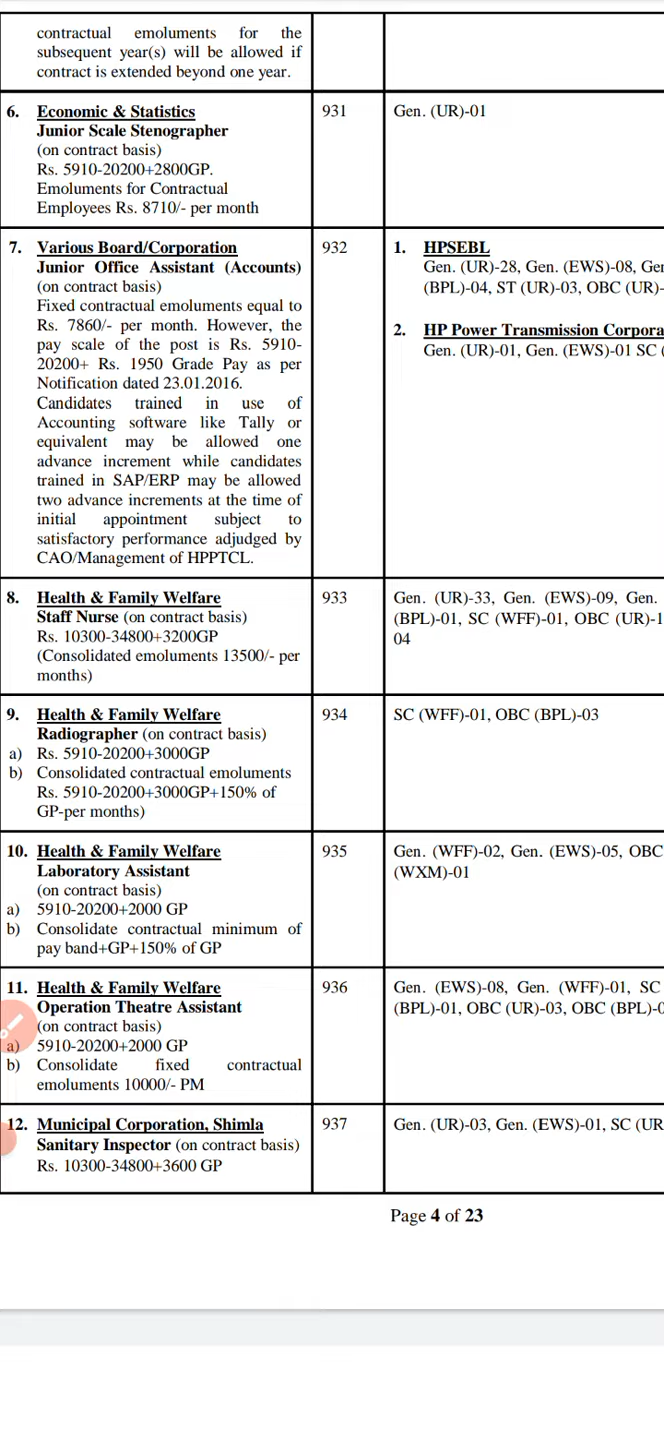 contractual emoluments for the
subsequent year(s) will be allowed if
contract is extended beyond one year.
6. Economic & Statistics
Junior Scale Stenographer
(on contract basis)
Rs. 5910-20200+2800GP.
Emoluments for Contractual
Employees Rs. 8710/- per month
931
Gen. (UR)-01
7. Various Board/Corporation
Junior Office Assistant (Accounts)
(on contract basis)
Fixed contractual emoluments equal to
Rs. 7860/- per month. However, the
pay scale of the post is Rs. 5910-
20200+ Rs. 1950 Grade Pay as per
Notification dated 23.01.2016.
Candidates trained in use of
Accounting software like Tally or
equivalent may be allowed one
advance increment while candidates
trained in SAP/ERP may be allowed
two advance increments at the time of
initial appointment subject to
satisfactory performance adjudged by
CAO/Management of HPPTCL.
932
1. HPSEBL
Gen. (UR)-28, Gen. (EWS)-08, Gen
(BPL)-04, ST (UR)-03, OBC (UR)-
2. HP Power Transmission Corpora
Gen. (UR)-01, Gen. (EWS)-01 SC (
8. Health & Family Welfare
Staff Nurse (on contract basis)
Rs. 10300-34800+3200GP
(Consolidated emoluments 13500/- per
months)
933
Gen. (UR)-33, Gen. (EWS)-09, Gen.
(BPL)-01, SC (WFF)-01, OBC (UR)-1
04
9. Health & Family Welfare
Radiographer (on contract basis)
a) Rs. 5910-20200+3000GP
b) Consolidated contractual emoluments
Rs. 5910-20200+3000GP+150% of
GP-per months)
934
SC (WFF)-01, OBC (BPL)-03
10. Health & Family Welfare
Laboratory Assistant
(on contract basis)
a) 5910-20200+2000 GP
b) Consolidate contractual minimum of
pay band+GP+150% of GP
935
Gen. (WFF)-02, Gen. (EWS)-05, OBC
(WXM)-01
11. Health & Family Welfare
Operation Theatre Assistant
(on contract basis)
a) 5910-20200+2000 GP
b) Consolidate fixed contractual
emoluments 10000/- PM
936
Gen. (EWS)-08, Gen. (WFF)-01, SC
(BPL)-01, OBC (UR)-03, OBC (BPL)-0
12. Municipal Corporation, Shimla
Sanitary Inspector (on contract basis)
Rs. 10300-34800+3600 GP
937
Gen. (UR)-03, Gen. (EWS)-01, SC (UR
Page 4 of 23